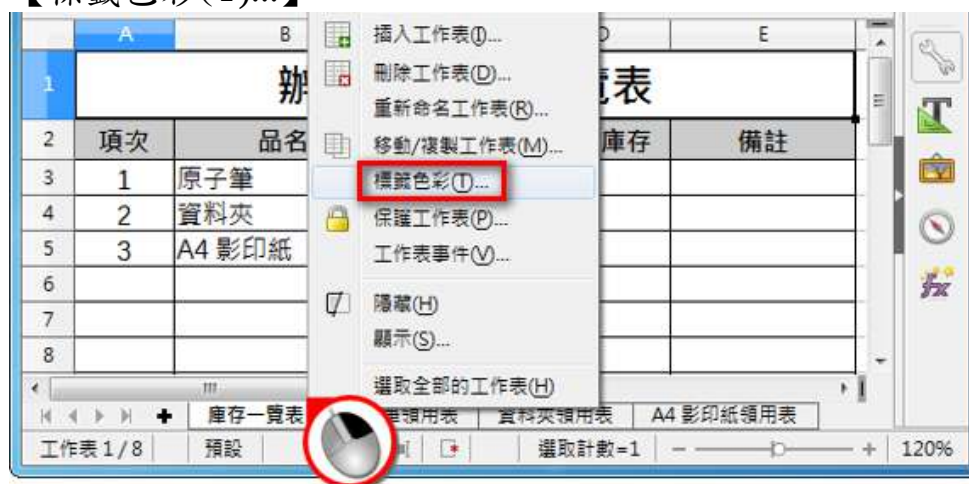 【標籤色彩(T)...】
A B E
插入工作表(I)...
1 辦 表
刪除工作表(D)...
重新命名工作表(R)...
2 項次 品名 庫存 備註
移動/複製工作表(M)...
3 1 原子筆
標籤色彩(T)...
4 2 資料夾
保護工作表(P)...
5 3 A4 影印紙
工作表事件(V)...
6
隱藏(H)
7
顯示(S)...
8
選取全部的工作表(H)
庫存一覽表 領用表 資料夾領用表 A4 影印紙領用表
工作表 1 / 8 預設 選取計數=1 120%